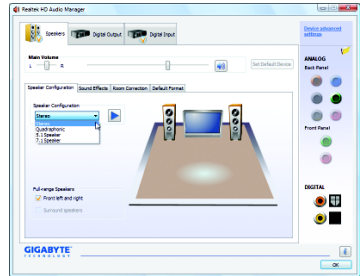 Realtek HD Audio Manager
Speakers
Digital Output
Digital Input
Device advanced
settings
Main Volume
L
R
Set Default Device
ANALOG
Back Panel
Speaker Configuration
Sound Effects
Room Correction
Default Format
Speaker Configuration
Stereo
Stereo
Quadraphonic
5.1 Speaker
7.1 Speaker
Front Panel
Full-range Speakers
Front left and right
Surround speakers
DIGITAL
GIGABYTE
TECHNOLOGY
OK